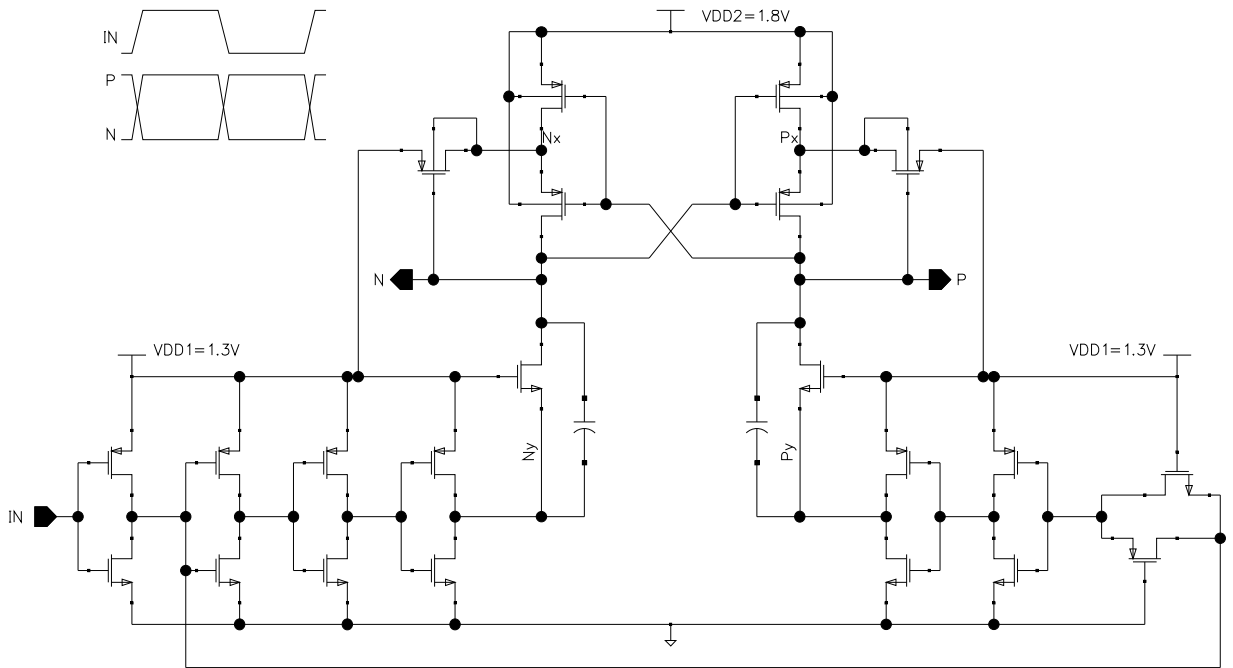 VDD2=1.8V
IN
P
N
Nx
Px
N
P
VDD1=1.3V
VDD1=1.3V
Ny
Py
IN